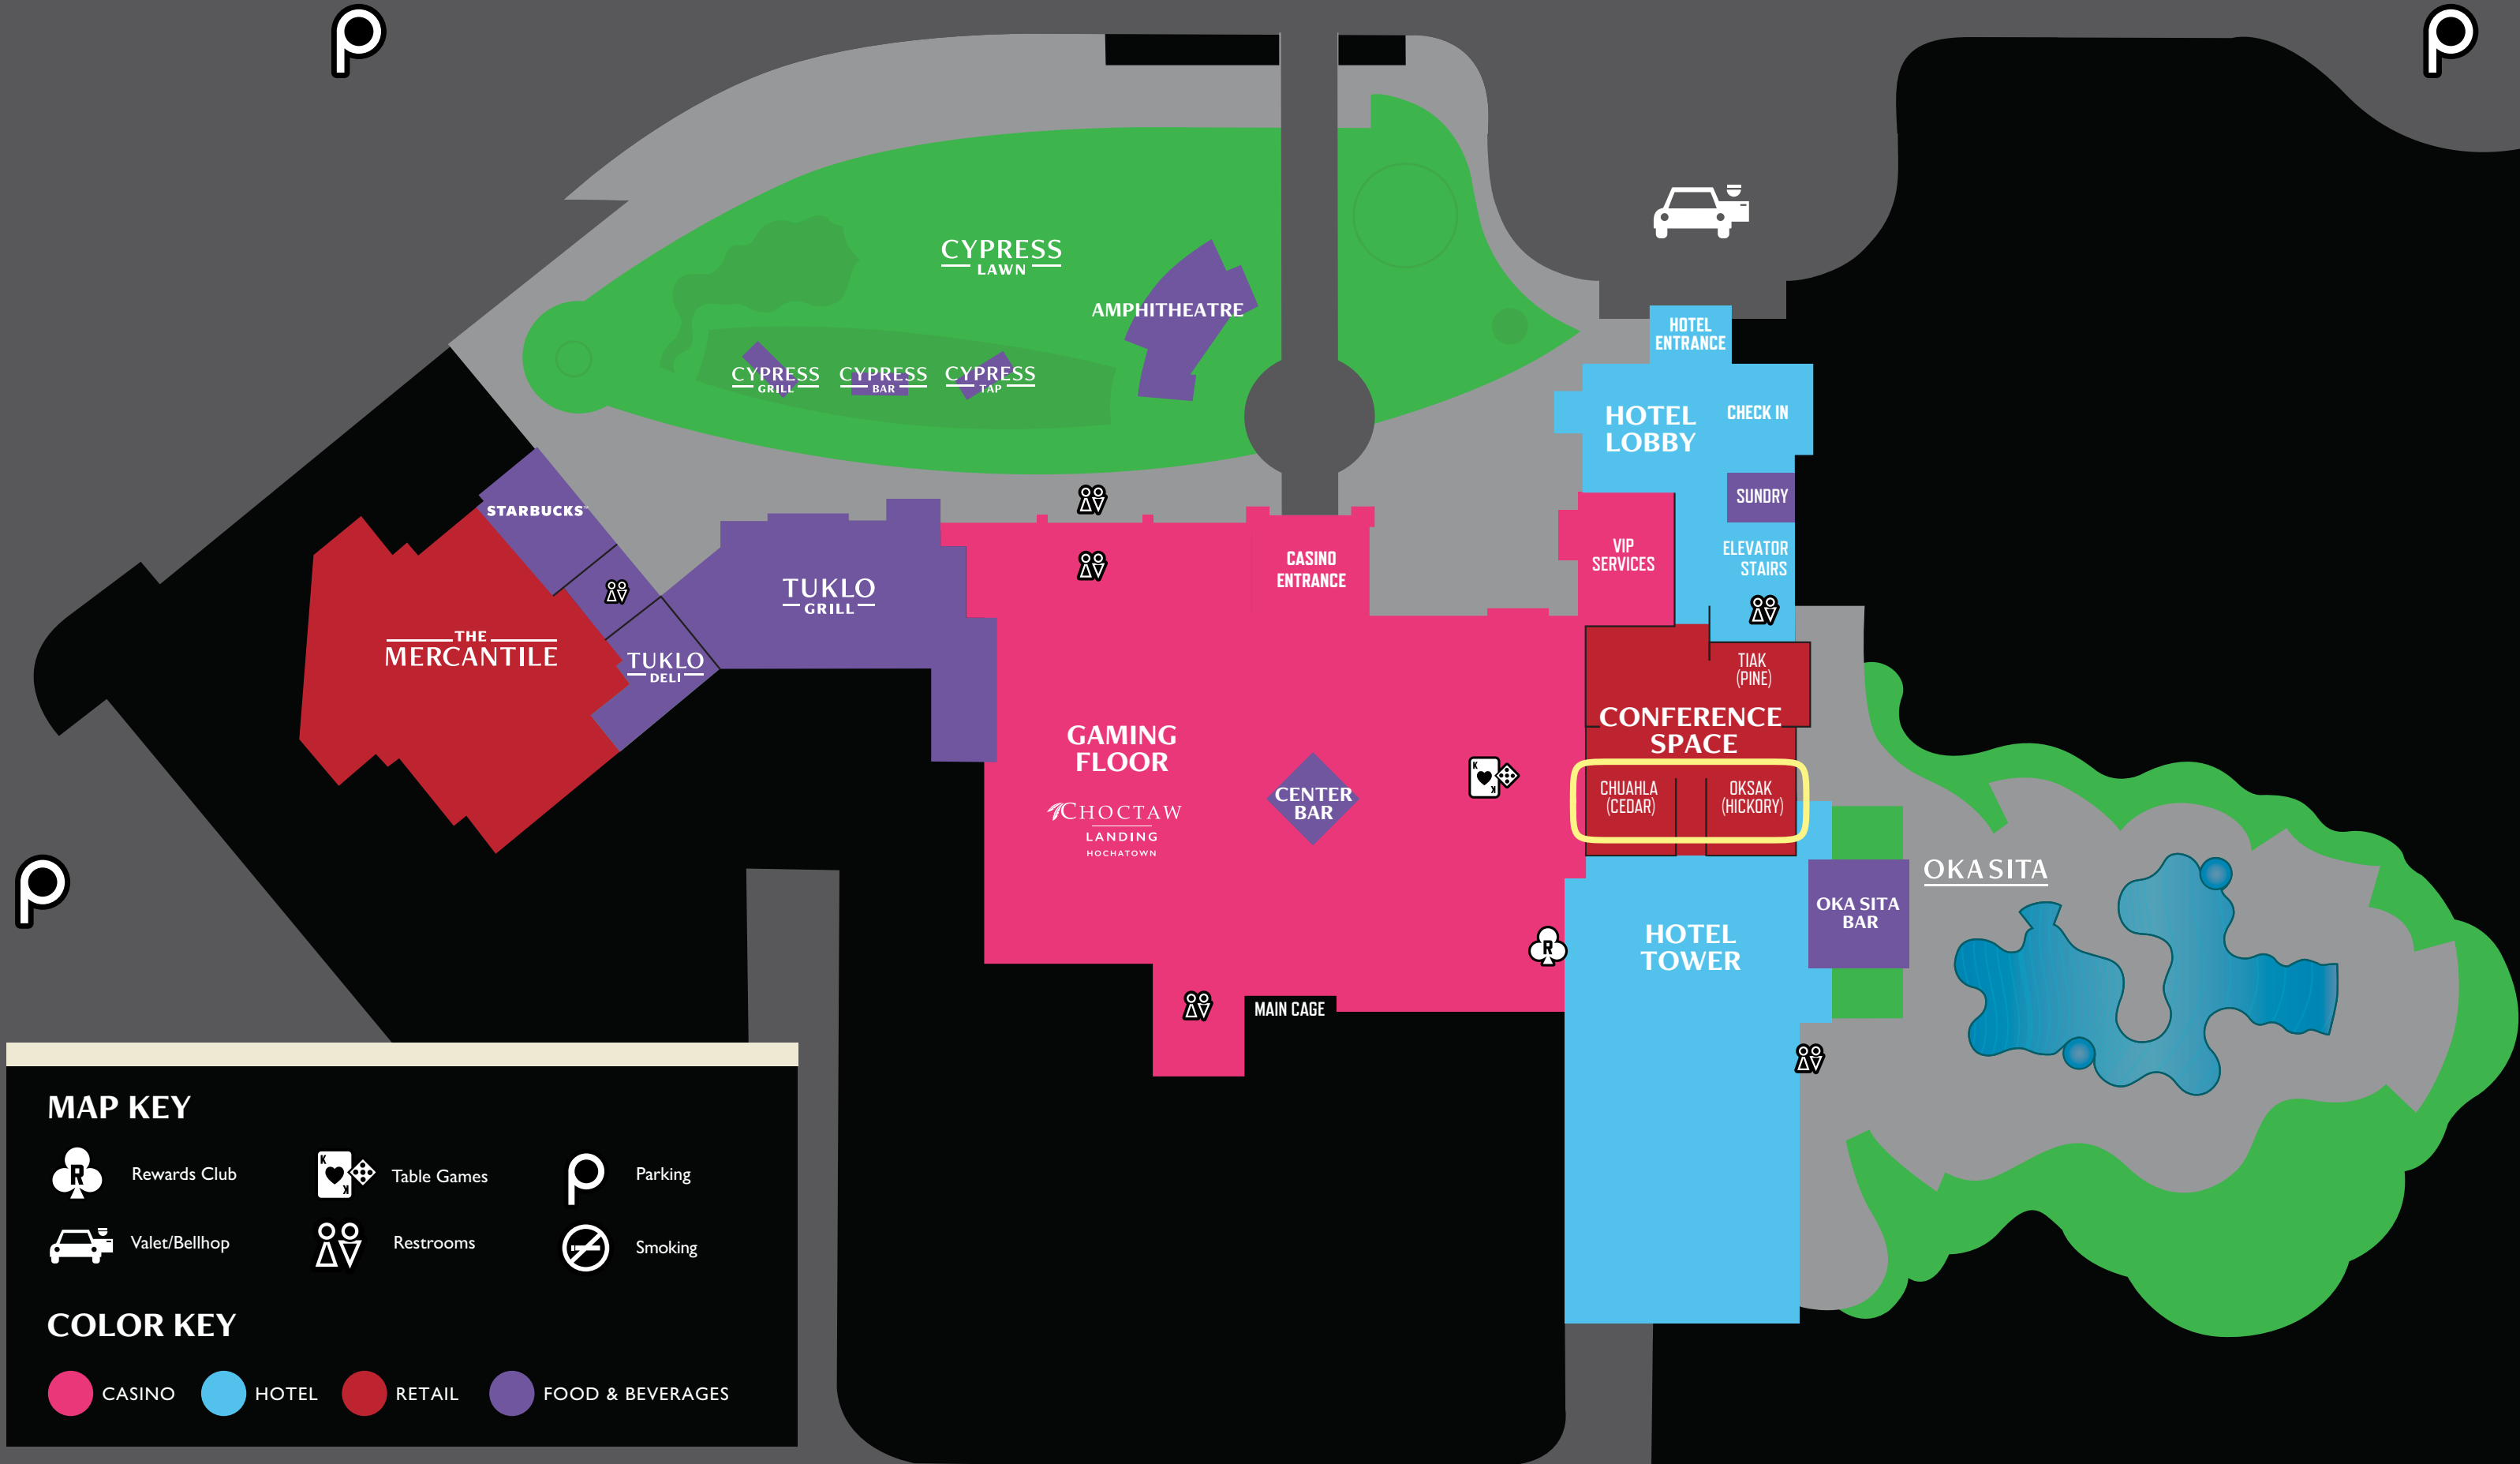 CYPRESS
LAWN
AMPHITHEATRE
CYPRESS
GRILL
CYPRESS
BAR
CYPRESS
TAP
HOTEL
ENTRANCE
HOTEL
LOBBY
CHECK IN
SUNDRY
ELEVATOR
STAIRS
VIP
SERVICES
CASINO
ENTRANCE
STARBUCKS
THE
MERCANTILE
TUKLO
GRILL
TUKLO
DELI
TIAK
(PINE)
CONFERENCE
SPACE
CHUAHLA
(CEDAR)
OKSAK
(HICKORY)
GAMING
FLOOR
CHOCTAW
LANDING
HOCHATOWN
CENTER
BAR
K
K
OKA SITA
OKA SITA
BAR
HOTEL
TOWER
R
MAIN CAGE
MAP KEY
R
Rewards Club
K
K
Table Games
Parking
Valet/Bellhop
Restrooms
Smoking
COLOR KEY
CASINO
HOTEL
RETAIL
FOOD & BEVERAGES